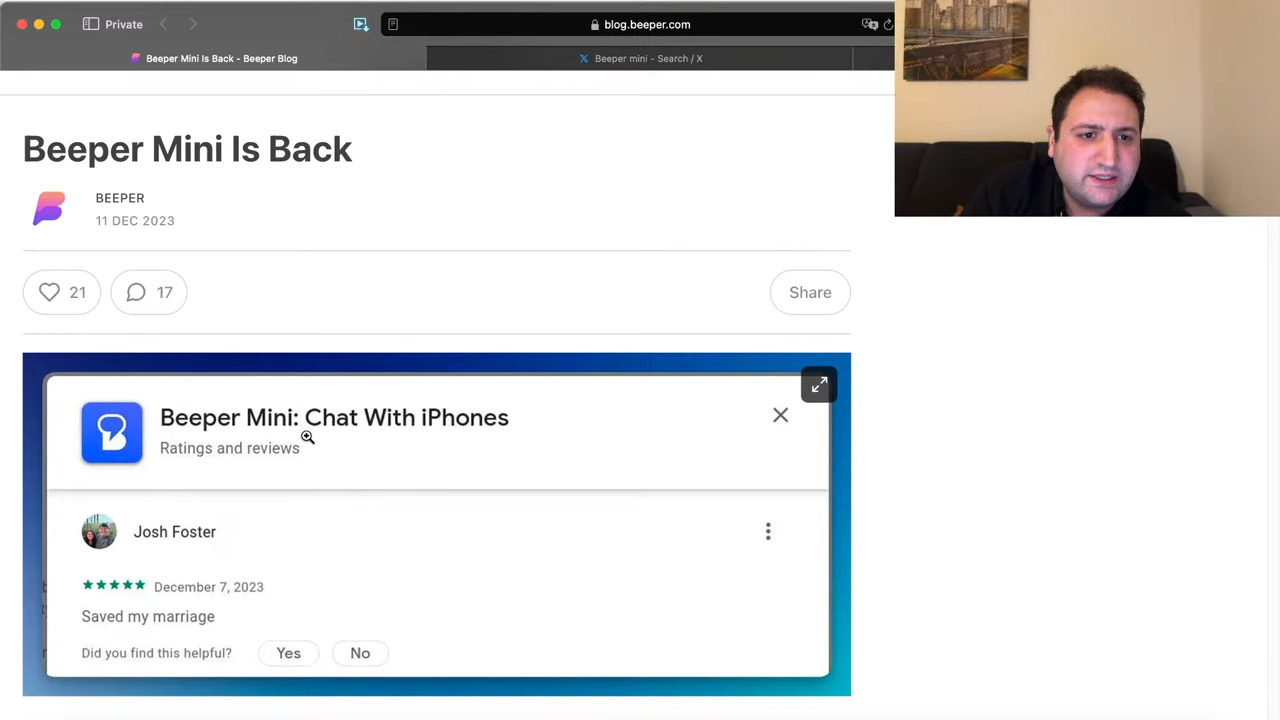 Private
blog.beeper.com
Beeper Mini Is Back - Beeper Blog
Beeper mini - Search / X
Beeper Mini Is Back
BEEPER
11 DEC 2023
21
17
Share
Beeper Mini: Chat With iPhones
Ratings and reviews
Josh Foster
December 7, 2023
Saved my marriage
Did you find this helpful?
Yes
No